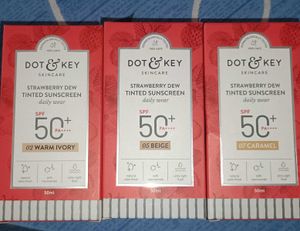 DOT & KEY
SKINCARE
STRAWBERRY DEW
TINTED SUNSCREEN
daily wear
SPF
50+
PA++++
02 WARM IVORY
50ml
DOT & KEY
SKINCARE
STRAWBERRY DEW
TINTED SUNSCREEN
daily wear
SPF
50+
PA++++
05 BEIGE
50ml
DOT & KEY
SKINCARE
STRAWBERRY DEW
TINTED SUNSCREEN
daily wear
SPF
50+
PA++++
07 CARAMEL
50ml